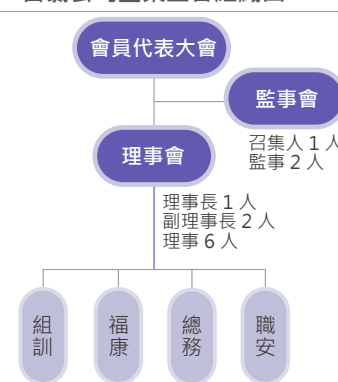 會員代表大會
監事會
召集人 1 人
監事 2 人
理事會
理事長 1 人
副理事長 2 人
理事 6 人
組訓
福康
總務
職安